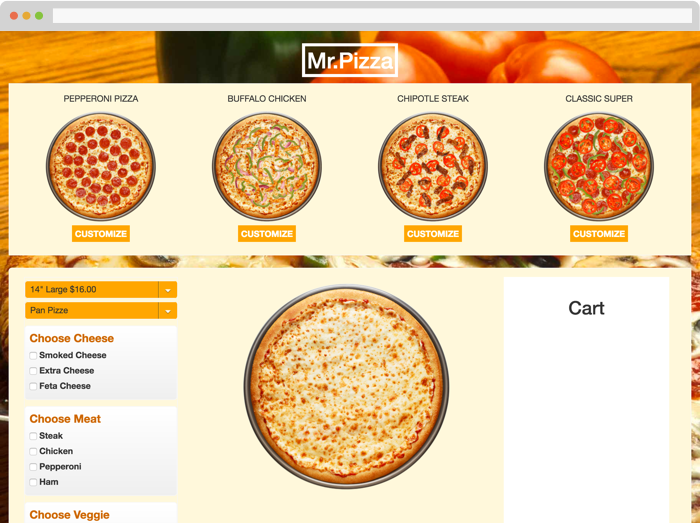 Mr.Pizza
PEPPERONI PIZZA
BUFFALO CHICKEN
CHIPOTLE STEAK
CLASSIC SUPER
CUSTOMIZE
CUSTOMIZE
CUSTOMIZE
CUSTOMIZE
14" Large $16.00
Pan Pizze
Choose Cheese
Smoked Cheese
Extra Cheese
Feta Cheese
Choose Meat
Steak
Chicken
Pepperoni
Ham
Choose Veggie
Cart